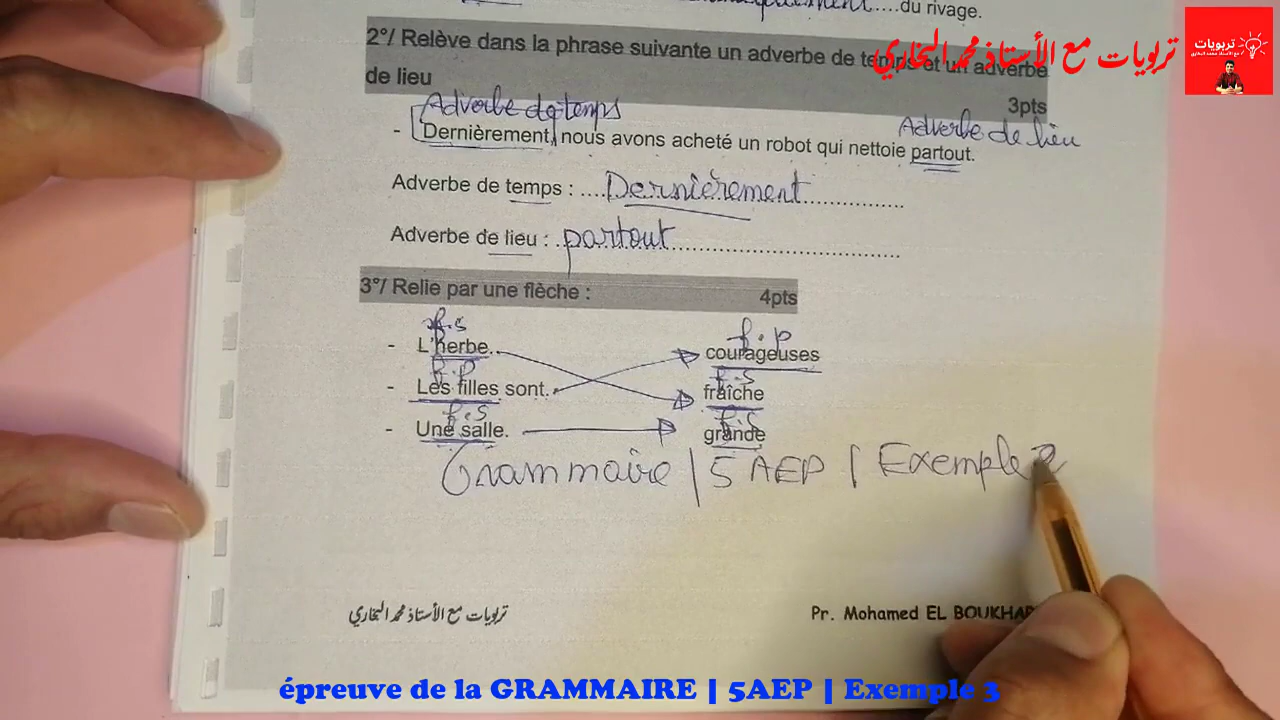 ....du rivage.
تربويات مع الأستاذ محمد البخاري
تربويات
2°/ Relève dans la phrase suivante un adverbe de temps et un adverbe
de lieu
3pts
Adverbe de temps
Adverbe de lieu
- Dernièrement, nous avons acheté un robot qui nettoie partout.
Adverbe de temps : ....Dernièrement................
Adverbe de lieu : .partout....................................
3°/ Relie par une flèche : 4pts
f.s f.p
- L'herbe. courageuses
f.p f.s
- Les filles sont. fraîche
f.s f.s
- Une salle. grande
Grammaire | 5 AEP | Exemple
تربويات مع الأستاذ محمد البخاري Pr. Mohamed EL BOUKHAR
épreuve de la GRAMMAIRE | 5AEP | Exemple 3